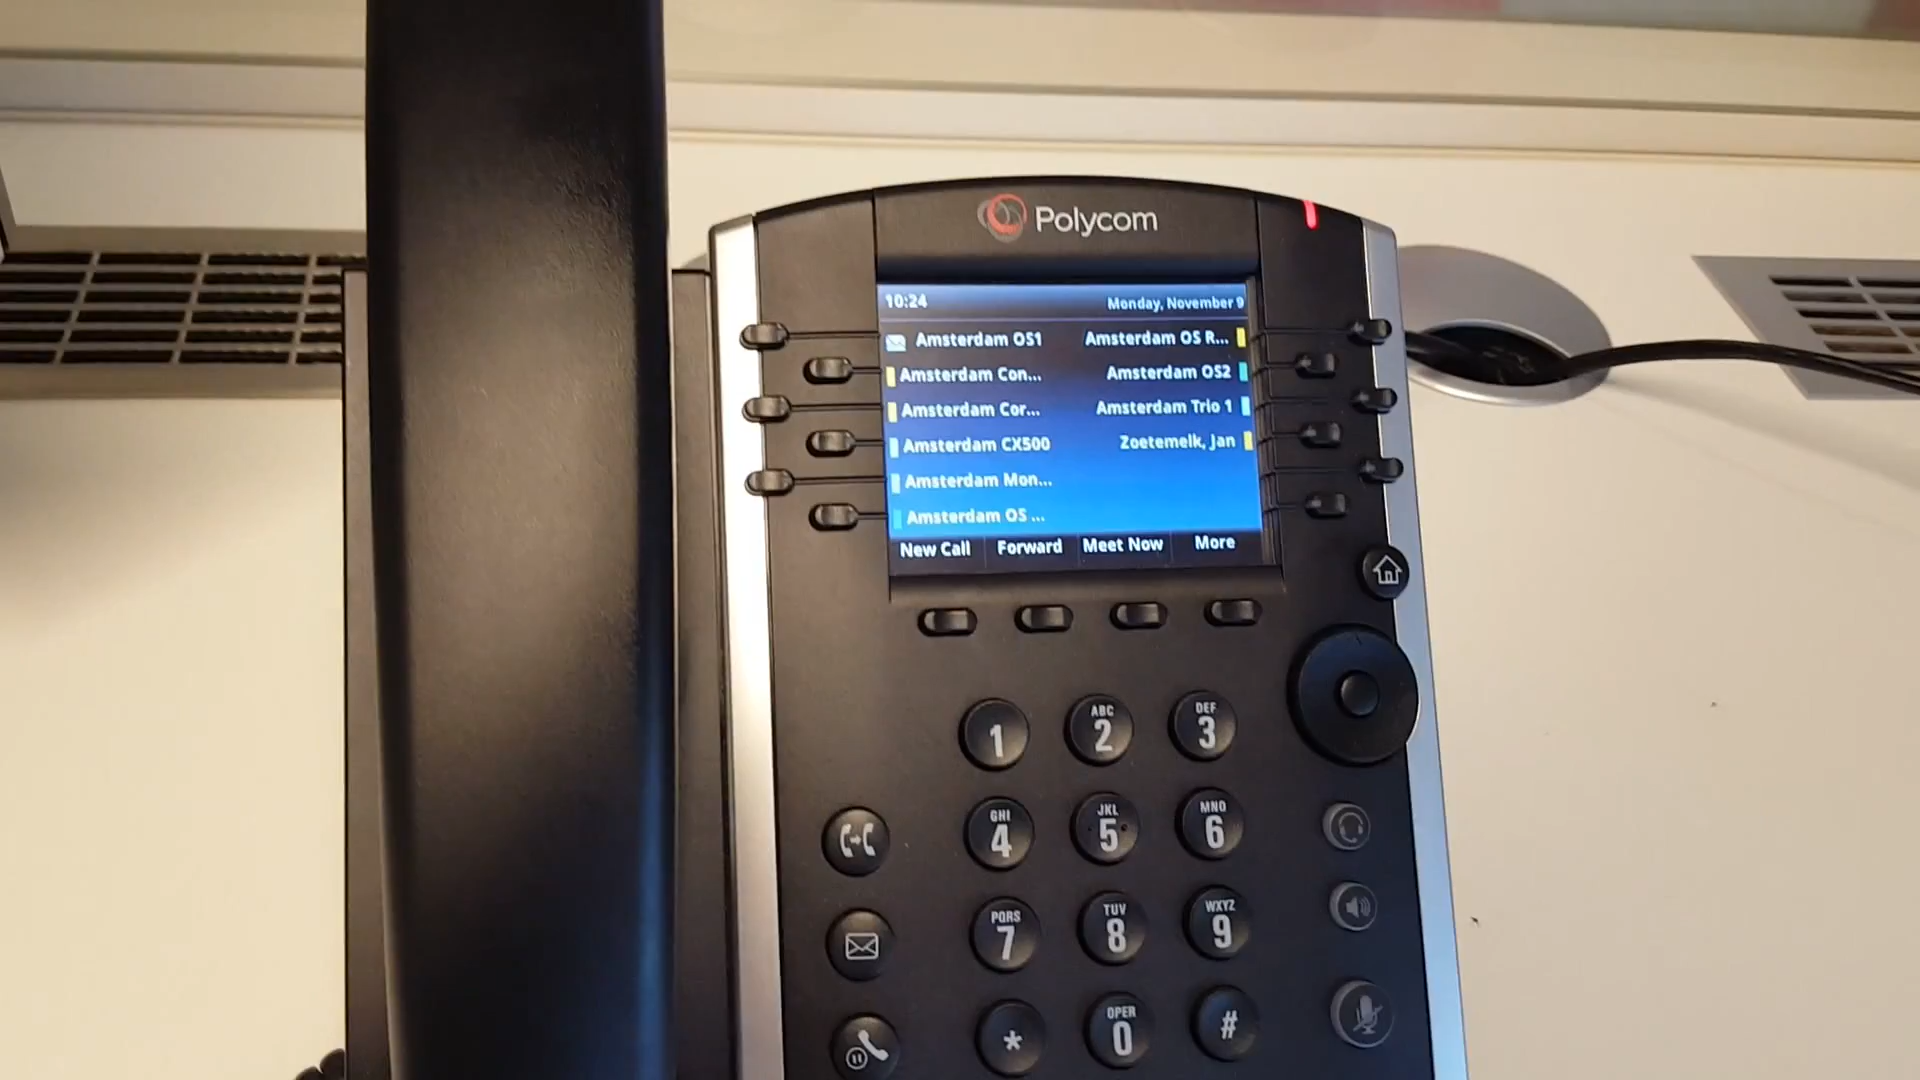 Polycom
10:24 Monday, November 9
Amsterdam OS1 Amsterdam OS R...
Amsterdam Con... Amsterdam OS2
Amsterdam Cor... Amsterdam Trio 1
Amsterdam CX500 Zoetemelk, Jan
Amsterdam Mon...
Amsterdam OS ...
New Call Forward Meet Now More
1 ABC 2 DEF 3
GHI 4 JKL 5 MNO 6
PQRS 7 TUV 8 WXYZ 9
* OPER 0 #